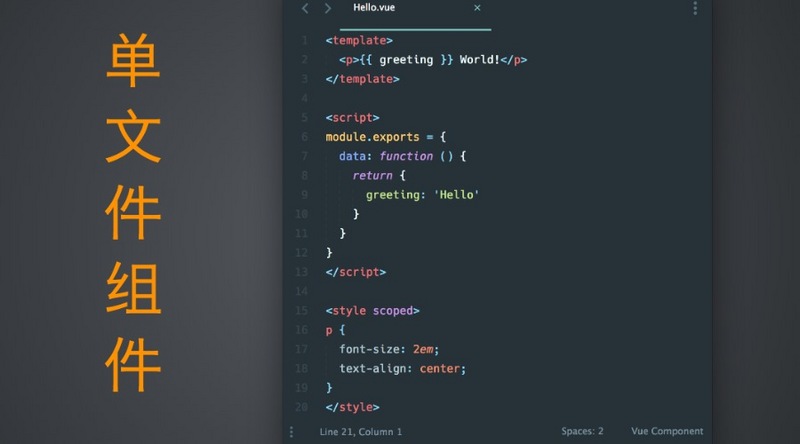 单文件组件
Hello.vue ×
1 <template>
2   <p>{{ greeting }} World!</p>
3 </template>
4
5 <script>
6 module.exports = {
7   data: function () {
8     return {
9       greeting: 'Hello'
10     }
11   }
12 }
13 </script>
14
15 <style scoped>
16 p {
17   font-size: 2em;
18   text-align: center;
19 }
20 </style>
Line 21, Column 1 Spaces: 2 Vue Component